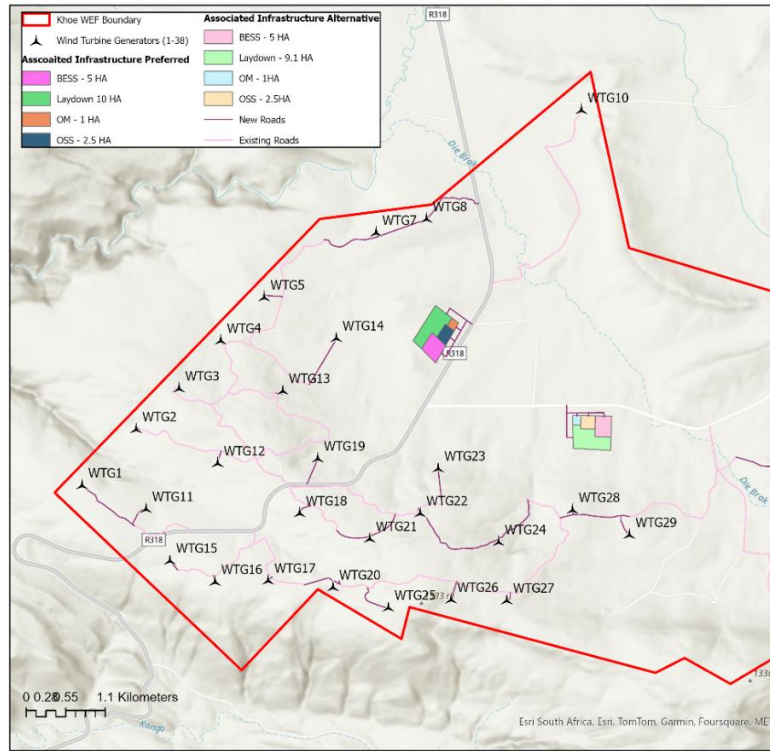 Khoe WEF Boundary
Wind Turbine Generators (1-38)
Asscoaited Infrastructure Preferred
BESS - 5 HA
Laydown 10 HA
OM - 1 HA
OSS - 2.5 HA
Associated Infrastructure Alternative
BESS - 5 HA
Laydown - 9.1 HA
OM - 1HA
OSS - 2.5HA
New Roads
Existing Roads
R318
WTG10
Die Brak
WTG8
WTG7
WTG5
WTG4
WTG14
R318
WTG3
WTG13
WTG2
WTG12
WTG19
WTG23
WTG1
WTG11
WTG18
WTG22
WTG28
Die Brak
WTG21
WTG24
WTG29
R318
WTG15
WTG16
WTG17
WTG20
WTG25
WTG26
WTG27
1336
0 0.28 0.55 1.1 Kilometers
Kango
Esri South Africa, Esri, TomTom, Garmin, Foursquare, ME